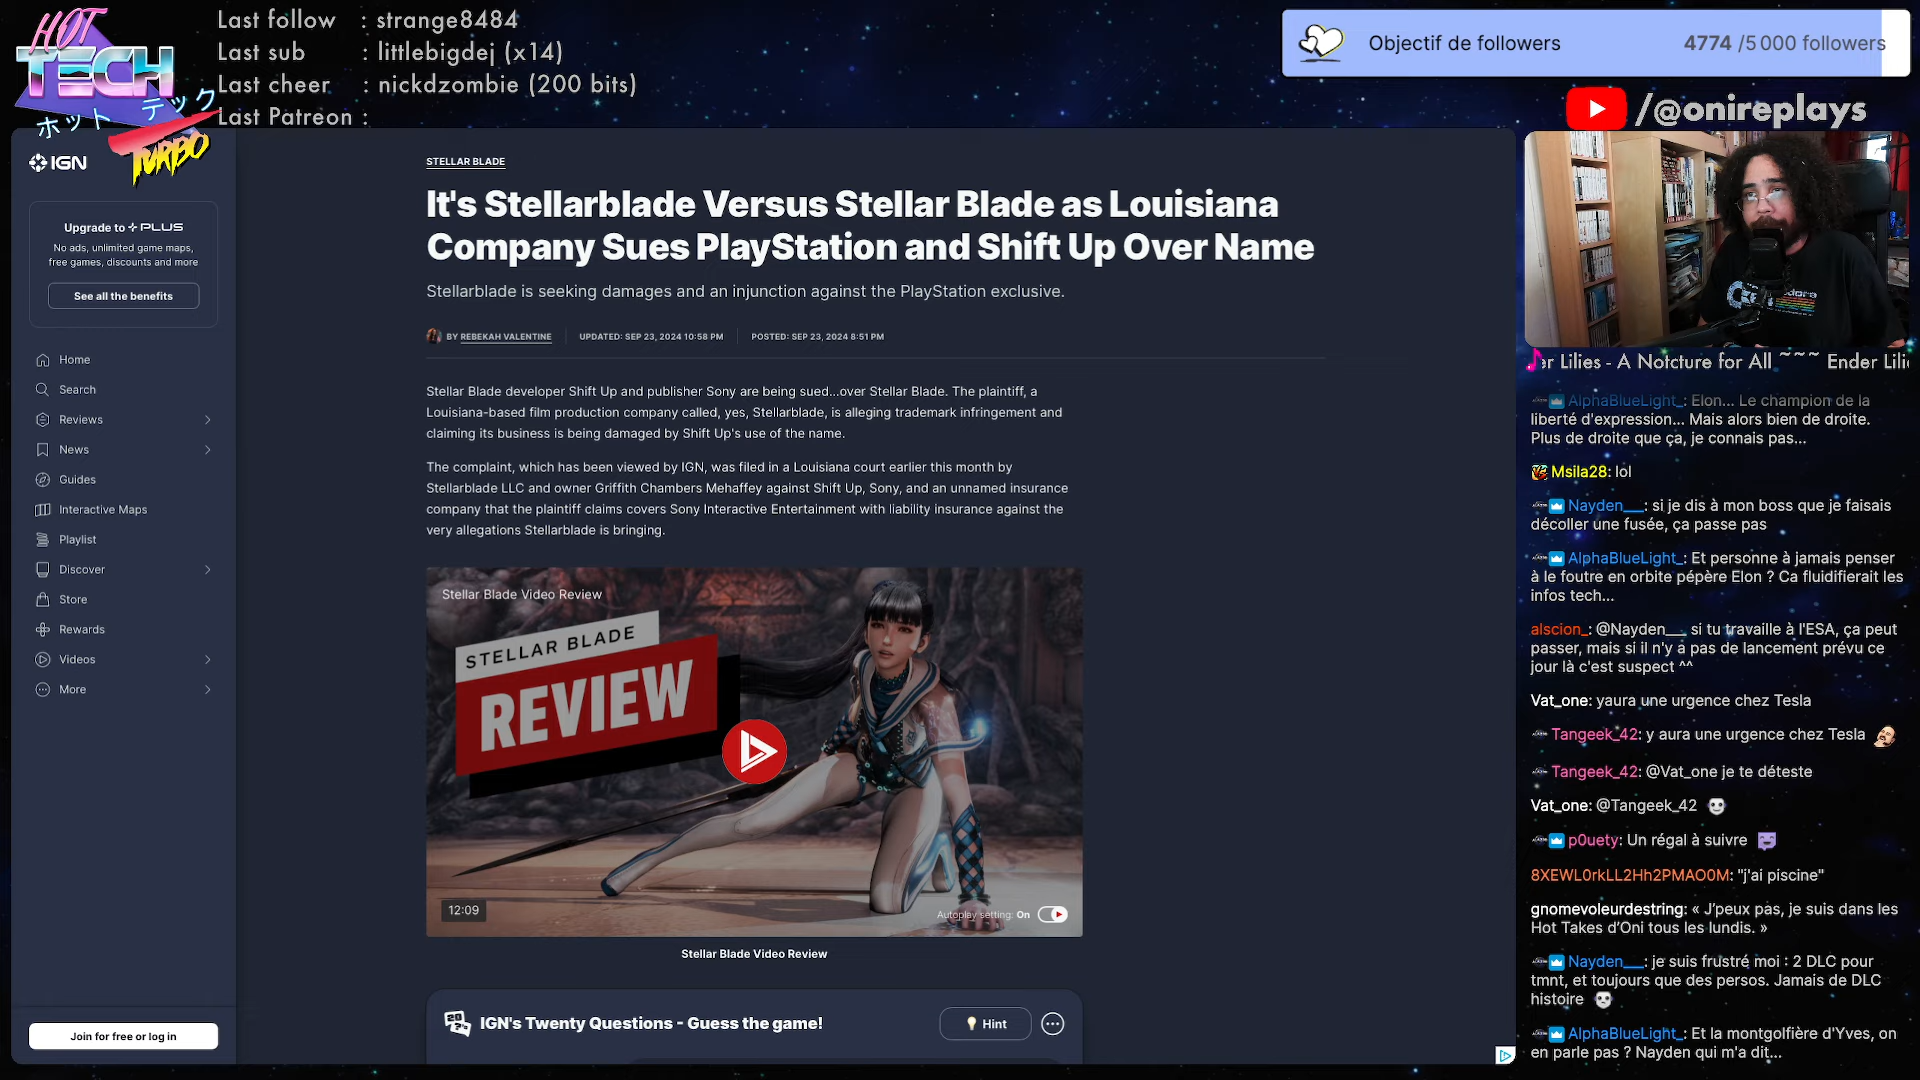 HOT
TECH
ホット テック
TURBO
Last follow : strange8484
Last sub : littlebigdej (x14)
Last cheer : nickdzombie (200 bits)
Last Patreon :
Objectif de followers
4774 /5 000 followers
/@onireplays
IGN
Upgrade to PLUS
No ads, unlimited game maps,
free games, discounts and more
See all the benefits
Home
Search
Reviews
News
Guides
Interactive Maps
Playlist
Discover
Store
Rewards
Videos
More
Join for free or log in
STELLAR BLADE
It's Stellarblade Versus Stellar Blade as Louisiana
Company Sues PlayStation and Shift Up Over Name
Stellarblade is seeking damages and an injunction against the PlayStation exclusive.
BY REBEKAH VALENTINE
UPDATED: SEP 23, 2024 10:58 PM
POSTED: SEP 23, 2024 8:51 PM
Stellar Blade developer Shift Up and publisher Sony are being sued...over Stellar Blade. The plaintiff, a
Louisiana-based film production company called, yes, Stellarblade, is alleging trademark infringement and
claiming its business is being damaged by Shift Up's use of the name.
The complaint, which has been viewed by IGN, was filed in a Louisiana court earlier this month by
Stellarblade LLC and owner Griffith Chambers Mehaffey against Shift Up, Sony, and an unnamed insurance
company that the plaintiff claims covers Sony Interactive Entertainment with liability insurance against the
very allegations Stellarblade is bringing.
Stellar Blade Video Review
STELLAR BLADE
REVIEW
12:09
Autoplay setting: On
Stellar Blade Video Review
IGN's Twenty Questions - Guess the game!
Hint
er Lilies - A Notcture for All ~~~ Ender Lili
AlphaBlueLight_: Elon... Le champion de la
liberté d'expression... Mais alors bien de droite.
Plus de droite que ça, je connais pas...
Msila28: lol
Nayden___: si je dis à mon boss que je faisais
décoller une fusée, ça passe pas
AlphaBlueLight_: Et personne à jamais penser
à le foutre en orbite pépère Elon ? Ca fluidifierait les
infos tech...
alscion_: @Nayden___ si tu travaille à l'ESA, ça peut
passer, mais si il n'y a pas de lancement prévu ce
jour là c'est suspect ^^
Vat_one: yaura une urgence chez Tesla
Tangeek_42: y aura une urgence chez Tesla
Tangeek_42: @Vat_one je te déteste
Vat_one: @Tangeek_42
p0uety: Un régal à suivre
8XEWL0rkLL2Hh2PMAO0M: "j'ai piscine"
gnomevoleurdestring: « J'peux pas, je suis dans les
Hot Takes d'Oni tous les lundis. »
Nayden___: je suis frustré moi : 2 DLC pour
tmnt, et toujours que des persos. Jamais de DLC
histoire
AlphaBlueLight_: Et la montgolfière d'Yves, on
en parle pas ? Nayden qui m'a dit...